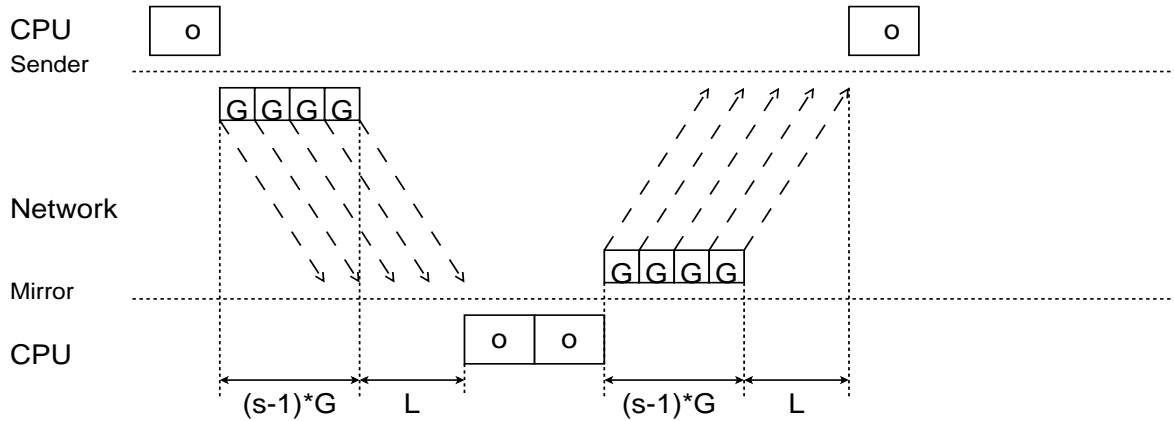 CPU
o
o
Sender
G G G G
Network
G G G G
Mirror
o o
CPU
(s-1)*G L (s-1)*G L